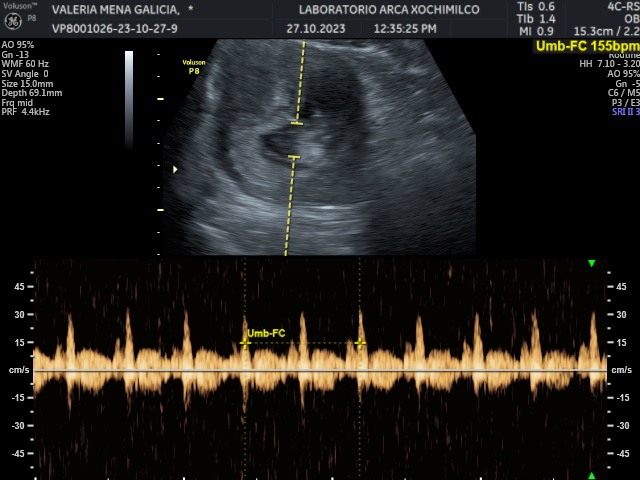 Voluson™
GE
P8
VALERIA MENA GALICIA, *
LABORATORIO ARCA XOCHIMILCO
TIs 0.6
4C-RS
TIb 1.4
OB
VP8001026-23-10-27-9
27.10.2023
12:35:25 PM
MI 0.9
15.3cm / 2.2
Umb-FC 155bpm
AO 95%
Gn -13
WMF 60 Hz
SV Angle 0
Size 15.0mm
Depth 69.1mm
Frq mid
PRF 4.4kHz
Voluson
P8
Routine
HH 7.10 - 3.20
AO 95%
Gn -5
C6 / M5
P3 / E3
SRI II 3
45
30
15
cm/s
-15
-30
-45
Umb-FC
45
30
15
cm/s
-15
-30
-45